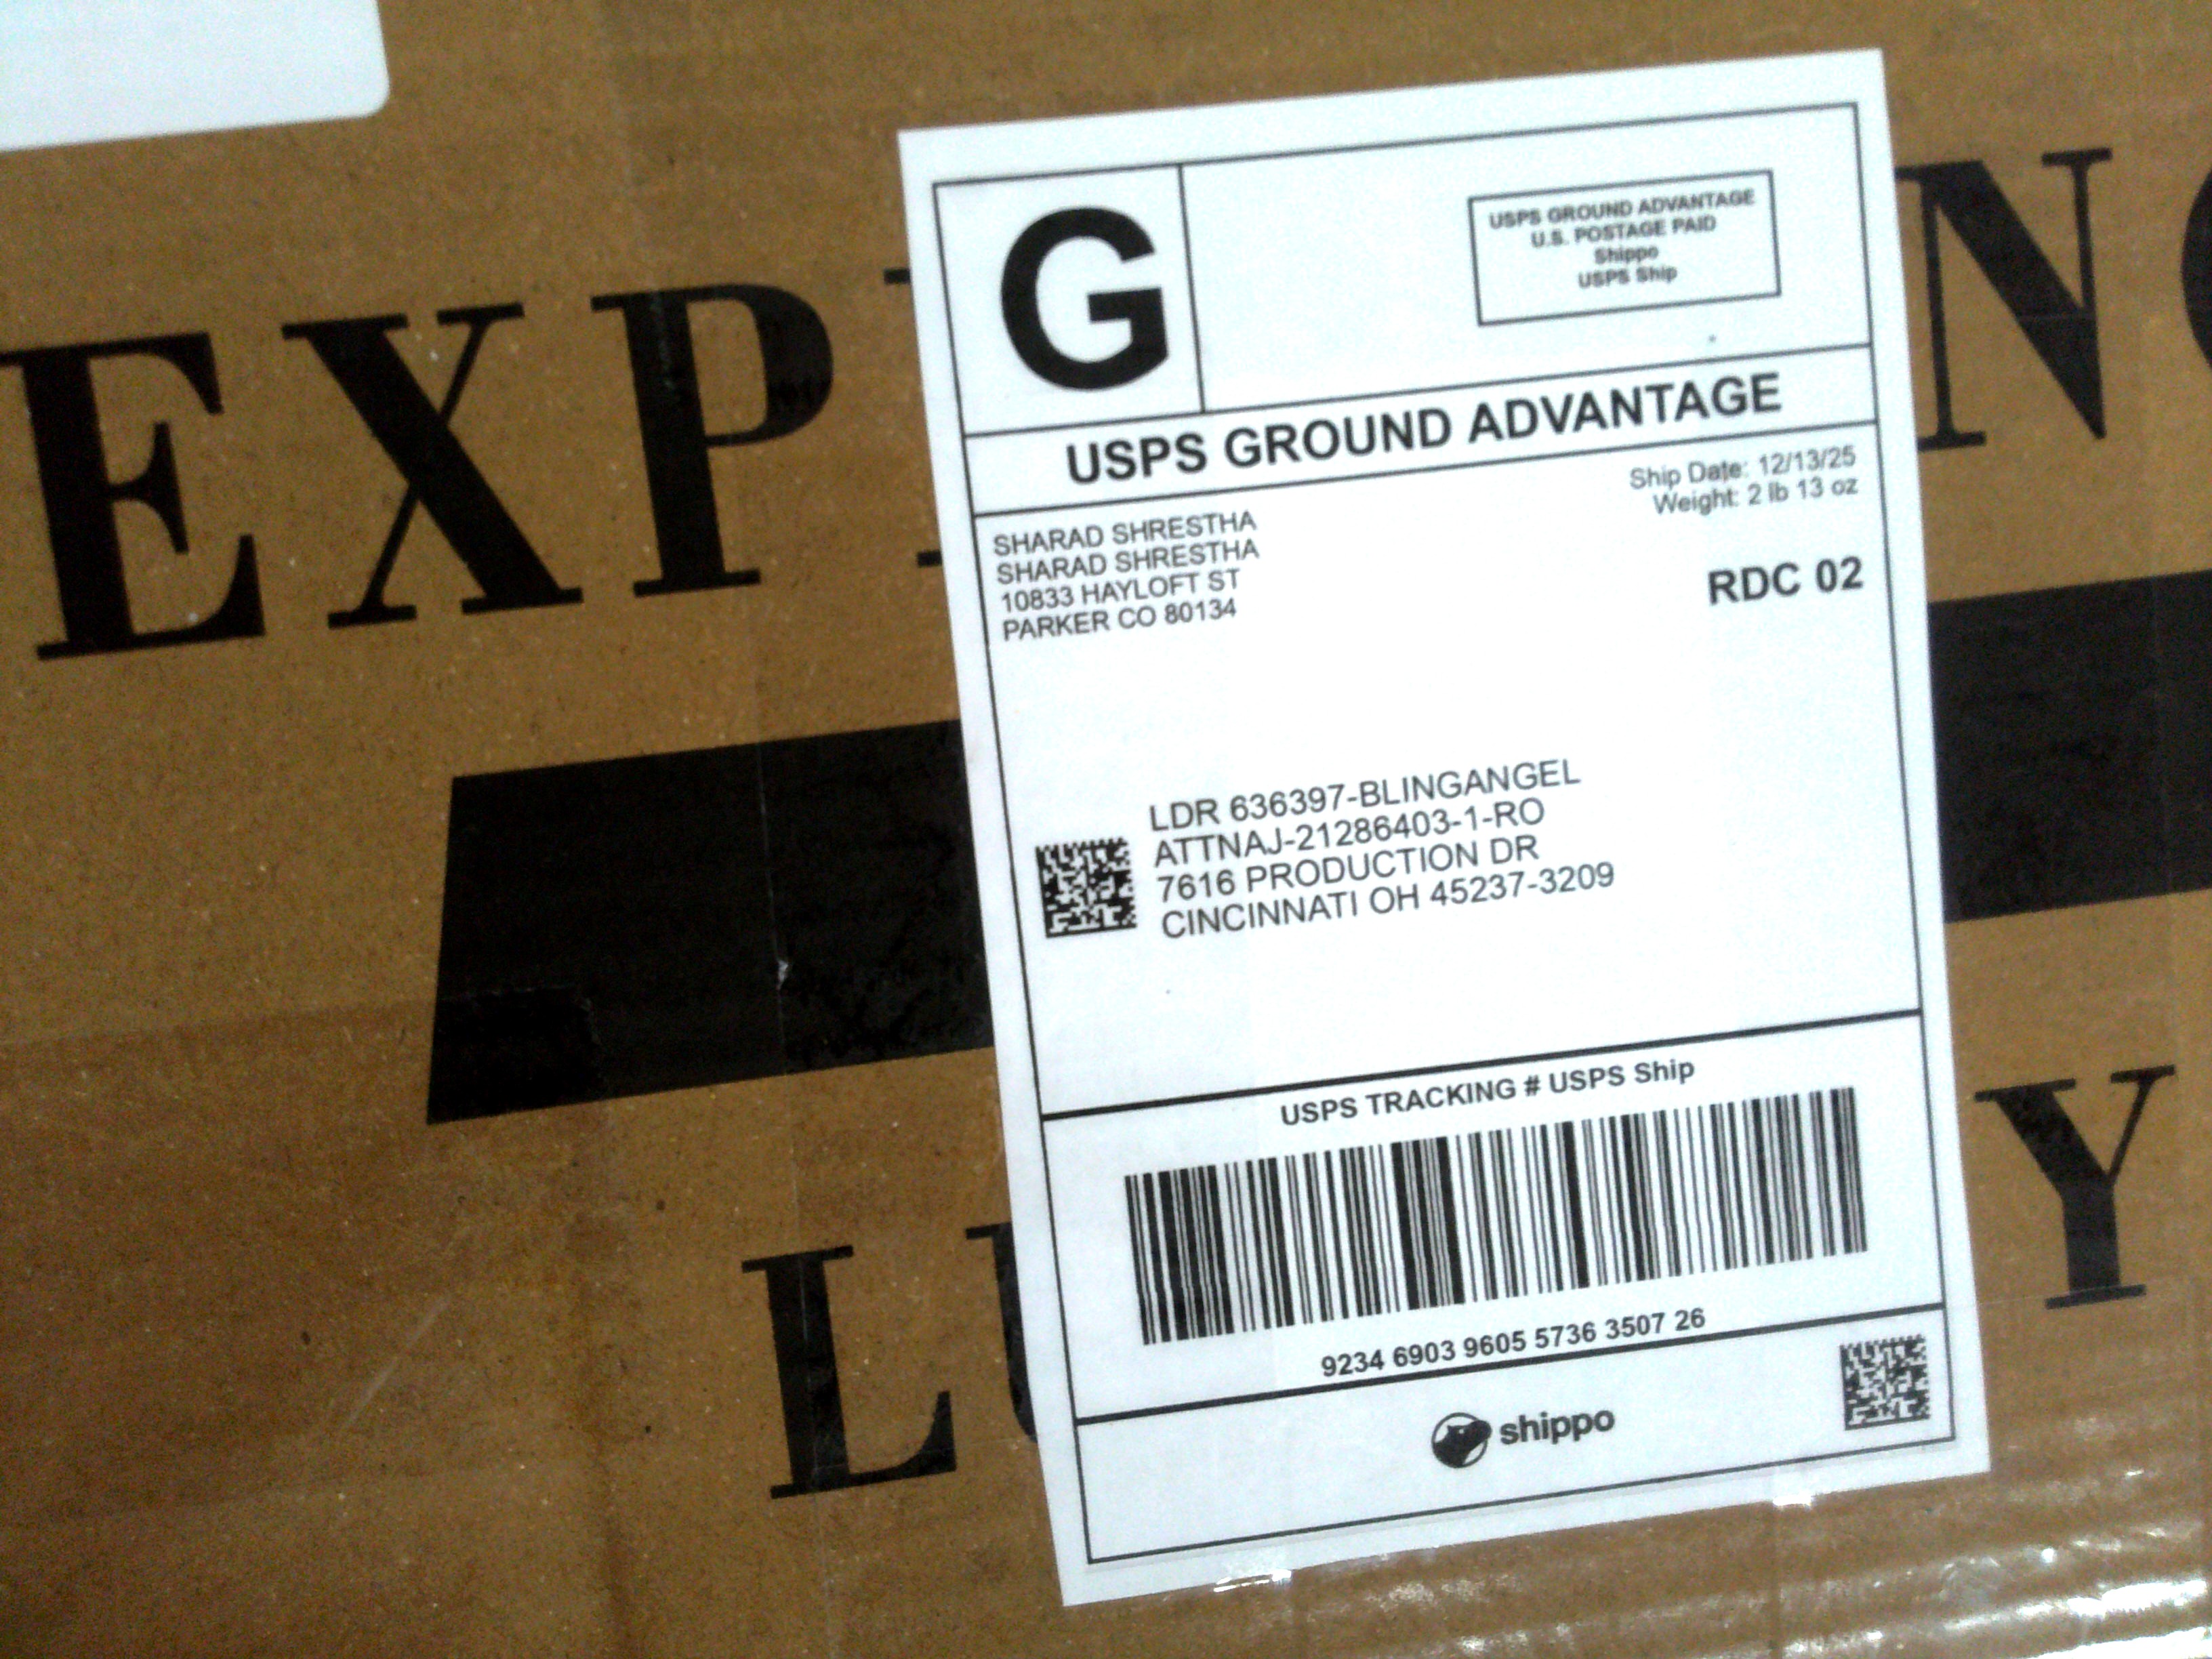 EXP
N
G
USPS GROUND ADVANTAGE
U.S. POSTAGE PAID
Shippo
USPS Ship
USPS GROUND ADVANTAGE
Ship Date: 12/13/25
Weight: 2 lb 13 oz
SHARAD SHRESTHA
SHARAD SHRESTHA
10833 HAYLOFT ST
PARKER CO 80134
RDC 02
LDR 636397-BLINGANGEL
ATTNAJ-21286403-1-RO
7616 PRODUCTION DR
CINCINNATI OH 45237-3209
USPS TRACKING # USPS Ship
9234 6903 9605 5736 3507 26
shippo
L
Y